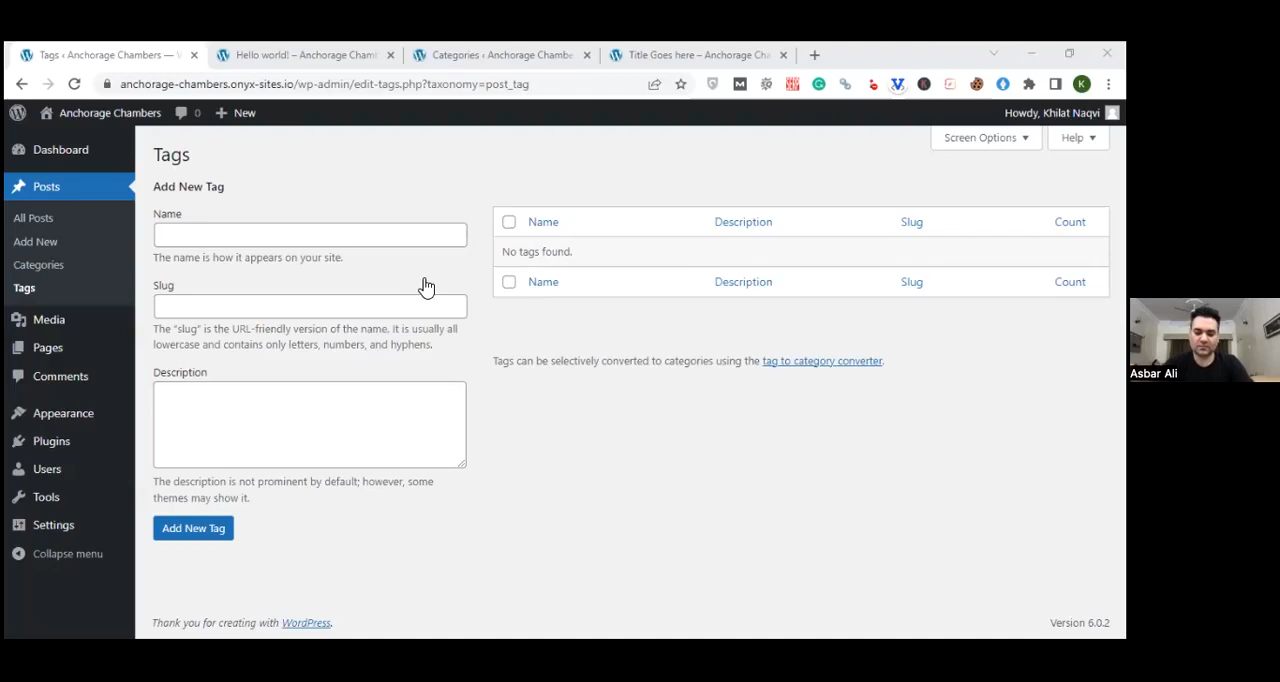 Tags ‹ Anchorage Chambers —
Hello world! – Anchorage Cham
Categories ‹ Anchorage Chambe
Title Goes here – Anchorage Cha
anchorage-chambers.onyx-sites.io/wp-admin/edit-tags.php?taxonomy=post_tag
K
Anchorage Chambers
0
New
Howdy, Khilat Naqvi
Screen Options
Help
Dashboard
Posts
All Posts
Add New
Categories
Tags
Media
Pages
Comments
Appearance
Plugins
Users
Tools
Settings
Collapse menu
Tags
Add New Tag
Name
The name is how it appears on your site.
Slug
The “slug” is the URL-friendly version of the name. It is usually all
lowercase and contains only letters, numbers, and hyphens.
Description
The description is not prominent by default; however, some
themes may show it.
Add New Tag
Name Description Slug Count
No tags found.
Name Description Slug Count
Tags can be selectively converted to categories using the tag to category converter.
Thank you for creating with WordPress.
Version 6.0.2
Asbar Ali